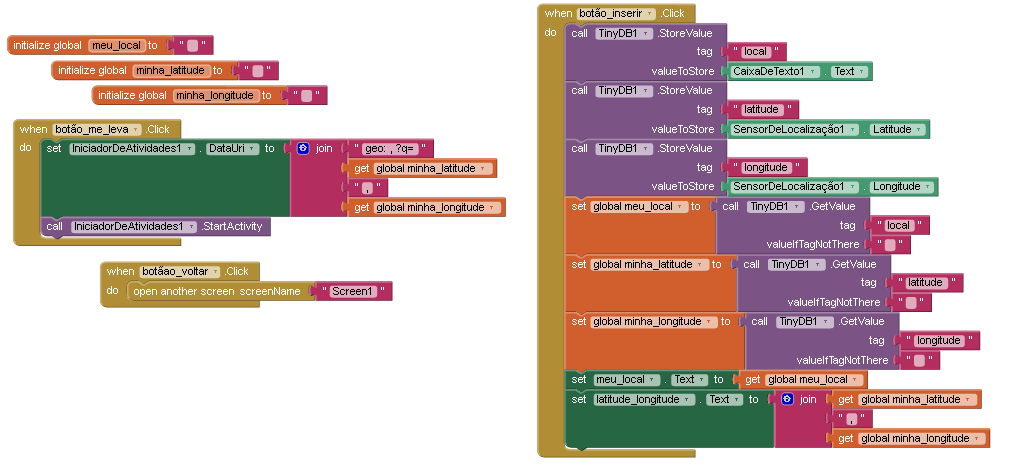 initialize global meu_local to " "
initialize global minha_latitude to " "
initialize global minha_longitude to " "
when botão_me_leva .Click
do set IniciadorDeAtividades1 . DataUri to join " geo: , ?q= "
get global minha_latitude
" , "
get global minha_longitude
call IniciadorDeAtividades1 .StartActivity
when botãao_voltar .Click
do open another screen screenName " Screen1 "
when botão_inserir .Click
do call TinyDB1 .StoreValue
tag " local "
valueToStore CaixaDeTexto1 . Text
call TinyDB1 .StoreValue
tag " latitude "
valueToStore SensorDeLocalização1 . Latitude
call TinyDB1 .StoreValue
tag " longitude "
valueToStore SensorDeLocalização1 . Longitude
set global meu_local to call TinyDB1 .GetValue
tag " local "
valueIfTagNotThere " "
set global minha_latitude to call TinyDB1 .GetValue
tag " latitude "
valueIfTagNotThere " "
set global minha_longitude to call TinyDB1 .GetValue
tag " longitude "
valueIfTagNotThere " "
set meu_local . Text to get global meu_local
set latitude_longitude . Text to join get global minha_latitude
" , "
get global minha_longitude